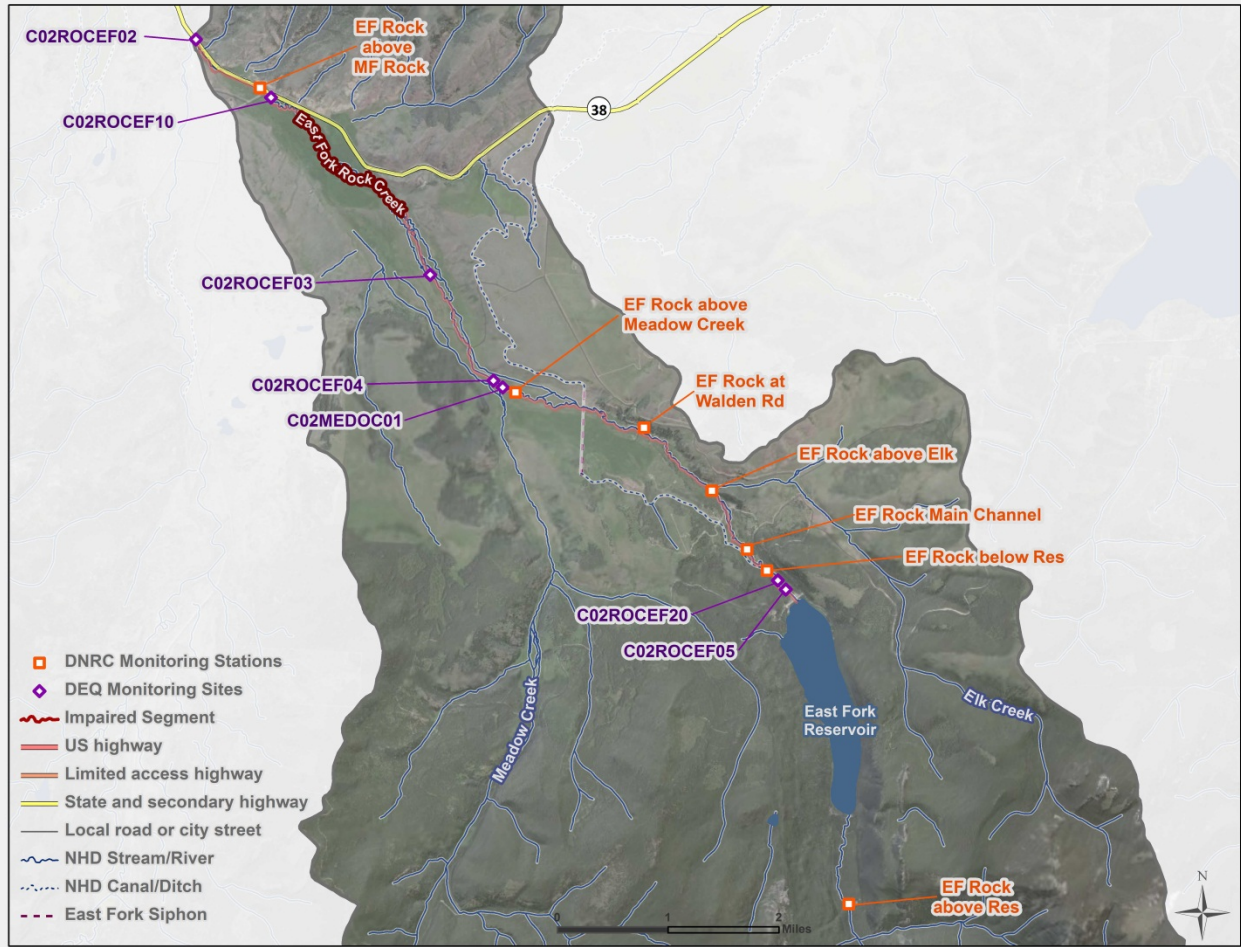 C02ROCEF02
EF Rock
above
MF Rock
38
C02ROCEF10
East Fork Rock Creek
C02ROCEF03
EF Rock above
Meadow Creek
C02ROCEF04
EF Rock at
Walden Rd
C02MEDOC01
EF Rock above Elk
EF Rock Main Channel
EF Rock below Res
C02ROCEF20
C02ROCEF05
Meadow Creek
East Fork
Reservoir
Elk Creek
EF Rock
above Res
DNRC Monitoring Stations
DEQ Monitoring Sites
Impaired Segment
US highway
Limited access highway
State and secondary highway
Local road or city street
NHD Stream/River
NHD Canal/Ditch
East Fork Siphon
0
1
2
Miles
N